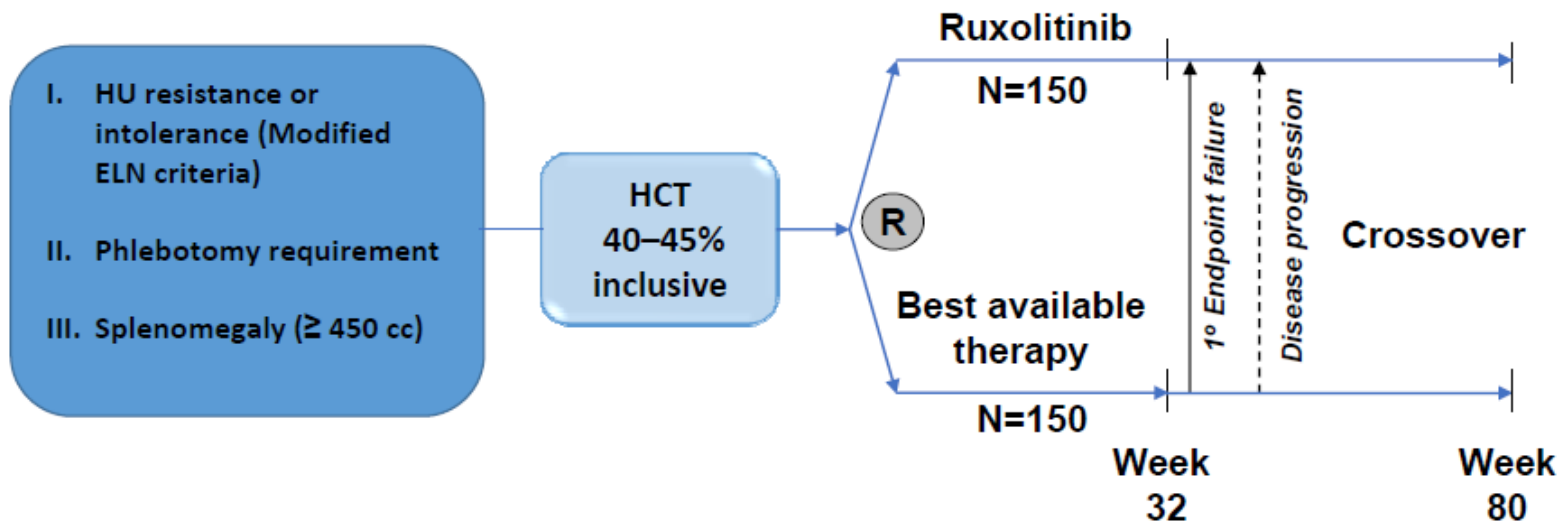 I. HU resistance or
intolerance (Modified
ELN criteria)
II. Phlebotomy requirement
III. Splenomegaly (≥ 450 cc)
HCT
40–45%
inclusive
R
Ruxolitinib
N=150
Best available
therapy
N=150
1º Endpoint failure
Disease progression
Crossover
Week
32
Week
80